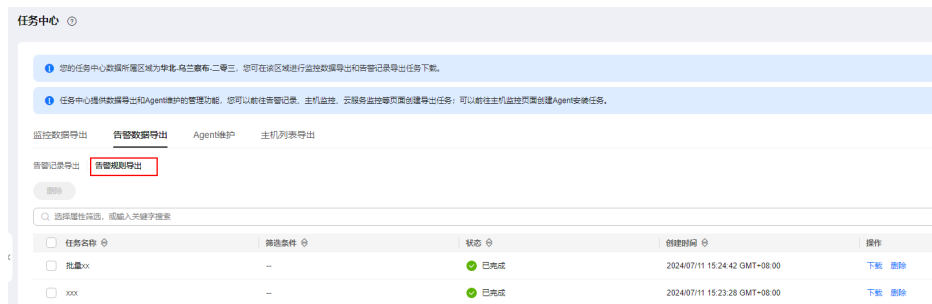 任务中心
您的任务中心数据所属区域为华北-乌兰察布-二零三，您可在该区域进行监控数据导出和告警记录导出任务下载。
任务中心提供数据导出和Agent维护的管理功能，您可以前往告警记录、主机监控、云服务监控等页面创建导出任务；可以前往主机监控页面创建Agent安装任务。
监控数据导出 告警数据导出 Agent维护 主机列表导出
告警记录导出 告警规则导出
删除
选择属性筛选，或输入关键字搜索
任务名称 筛选条件 状态 创建时间 操作
批量xx -- 已完成 2024/07/11 15:24:42 GMT+08:00 下载 删除
xxx -- 已完成 2024/07/11 15:23:28 GMT+08:00 下载 删除